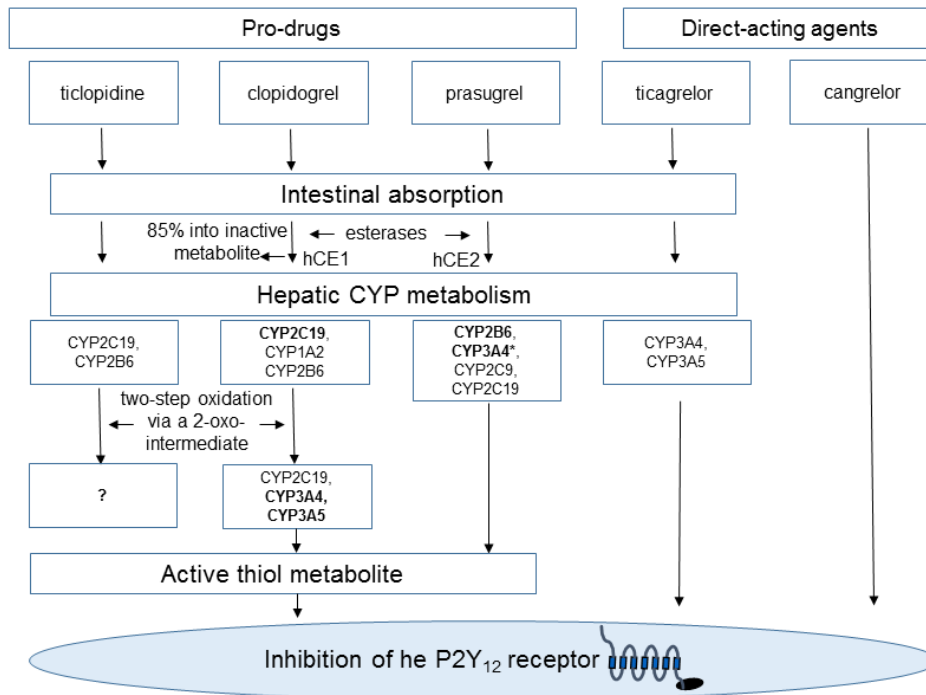 Pro-drugs
Direct-acting agents
ticlopidine
clopidogrel
prasugrel
ticagrelor
cangrelor
Intestinal absorption
85% into inactive
metabolite
esterases
hCE1
hCE2
Hepatic CYP metabolism
CYP2C19,
CYP2B6
CYP2C19,
CYP1A2
CYP2B6
CYP2B6,
CYP3A4*,
CYP2C9,
CYP2C19
CYP3A4,
CYP3A5
two-step oxidation
via a 2-oxo-
intermediate
?
CYP2C19,
CYP3A4,
CYP3A5
Active thiol metabolite
Inhibition of he P2Y₁₂ receptor